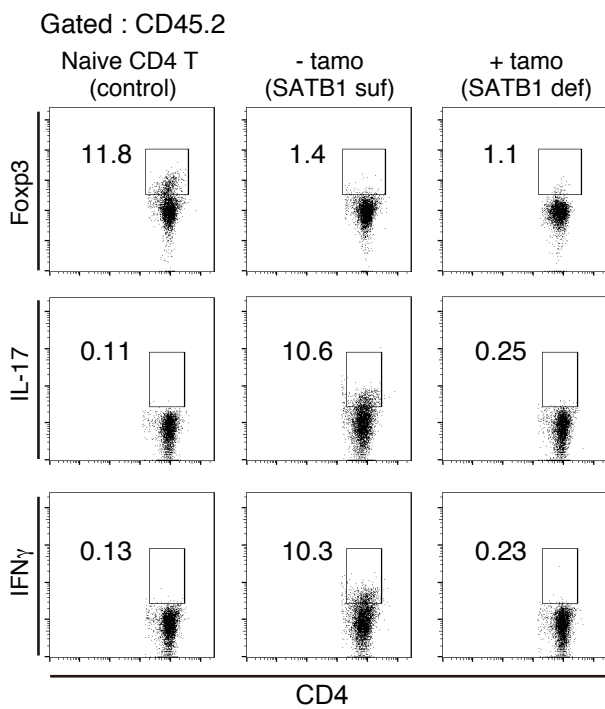 Gated : CD45.2
Naive CD4 T
(control)
- tamo
(SATB1 suf)
+ tamo
(SATB1 def)
Foxp3
11.8
1.4
1.1
IL-17
0.11
10.6
0.25
IFNγ
0.13
10.3
0.23
CD4